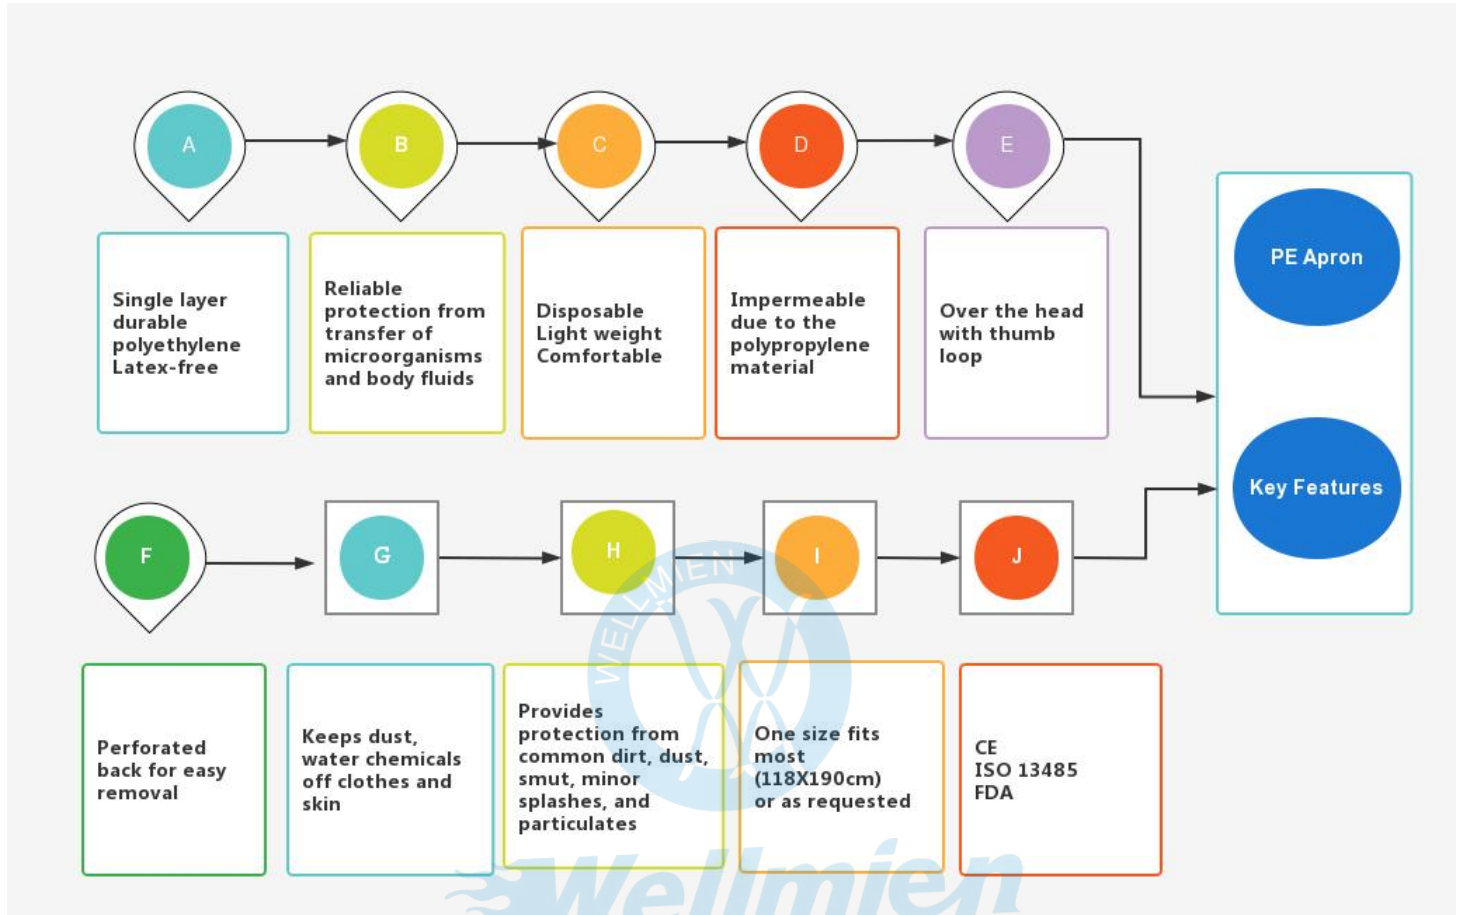 A
B
C
D
E
Single layer
durable
polyethylene
Latex-free
Reliable
protection from
transfer of
microorganisms
and body fluids
Disposable
Light weight
Comfortable
Impermeable
due to the
polypropylene
material
Over the head
with thumb
loop
PE Apron
Key Features
F
G
H
I
J
Perforated
back for easy
removal
Keeps dust,
water chemicals
off clothes and
skin
Provides
protection from
common dirt, dust,
smut, minor
splashes, and
particulates
One size fits
most
(118X190cm)
or as requested
CE
ISO 13485
FDA
WELLMIEN
Wellmien